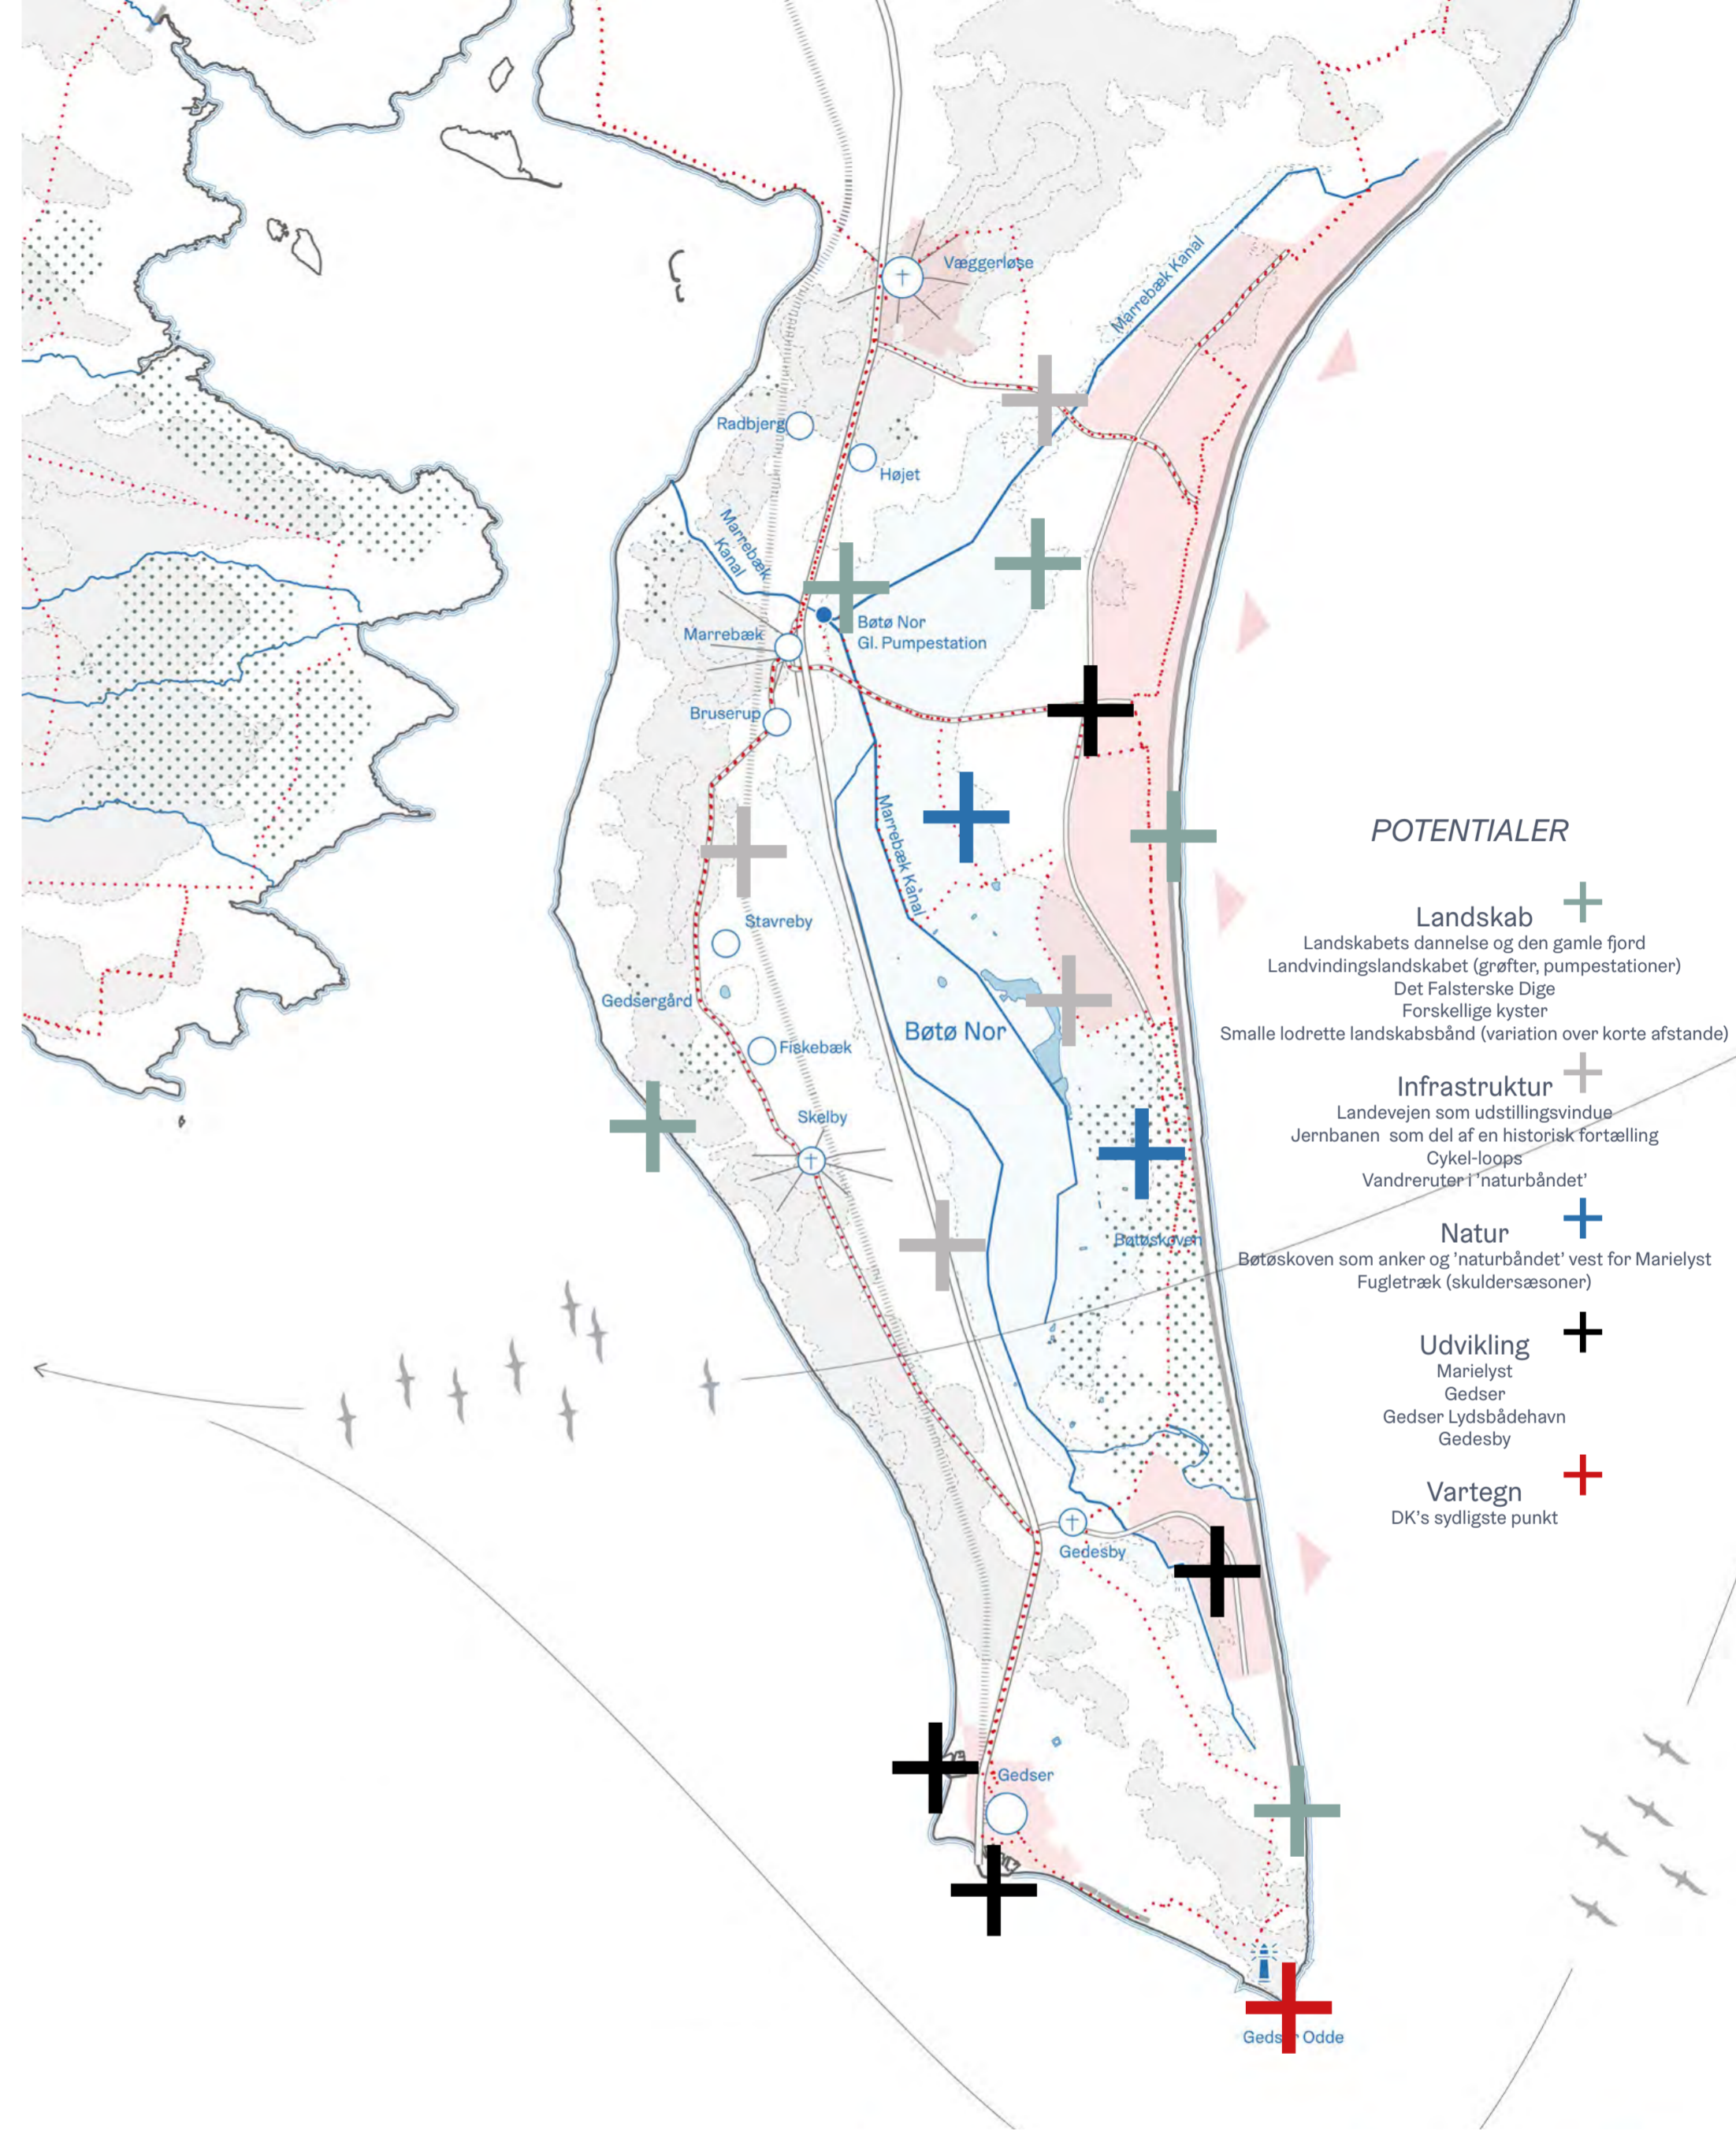 Væggerløse
Marrebæk Kanal
Radbjerg
Højet
Marrebæk
Kanal
Bøtø Nor
Gl. Pumpestation
Marrebæk
Bruserup
Marrebæk Kanal
Stavreby
Gedsergård
Bøtø Nor
Fiskebæk
Skelby
Bøtøskoven
Gedesby
Gedser
Gedser Odde
POTENTIALER
Landskab
Landskabets dannelse og den gamle fjord
Landvindingslandskabet (grøfter, pumpestationer)
Det Falsterske Dige
Forskellige kyster
Smalle lodrette landskabsbånd (variation over korte afstande)
Infrastruktur
Landevejen som udstillingsvindue
Jernbanen som del af en historisk fortælling
Cykel-loops
Vandreruter i 'naturbåndet'
Natur
Bøtøskoven som anker og 'naturbåndet' vest for Marielyst
Fugletræk (skuldersæsoner)
Udvikling
Marielyst
Gedser
Gedser Lydsbådehavn
Gedesby
Vartegn
DK's sydligste punkt